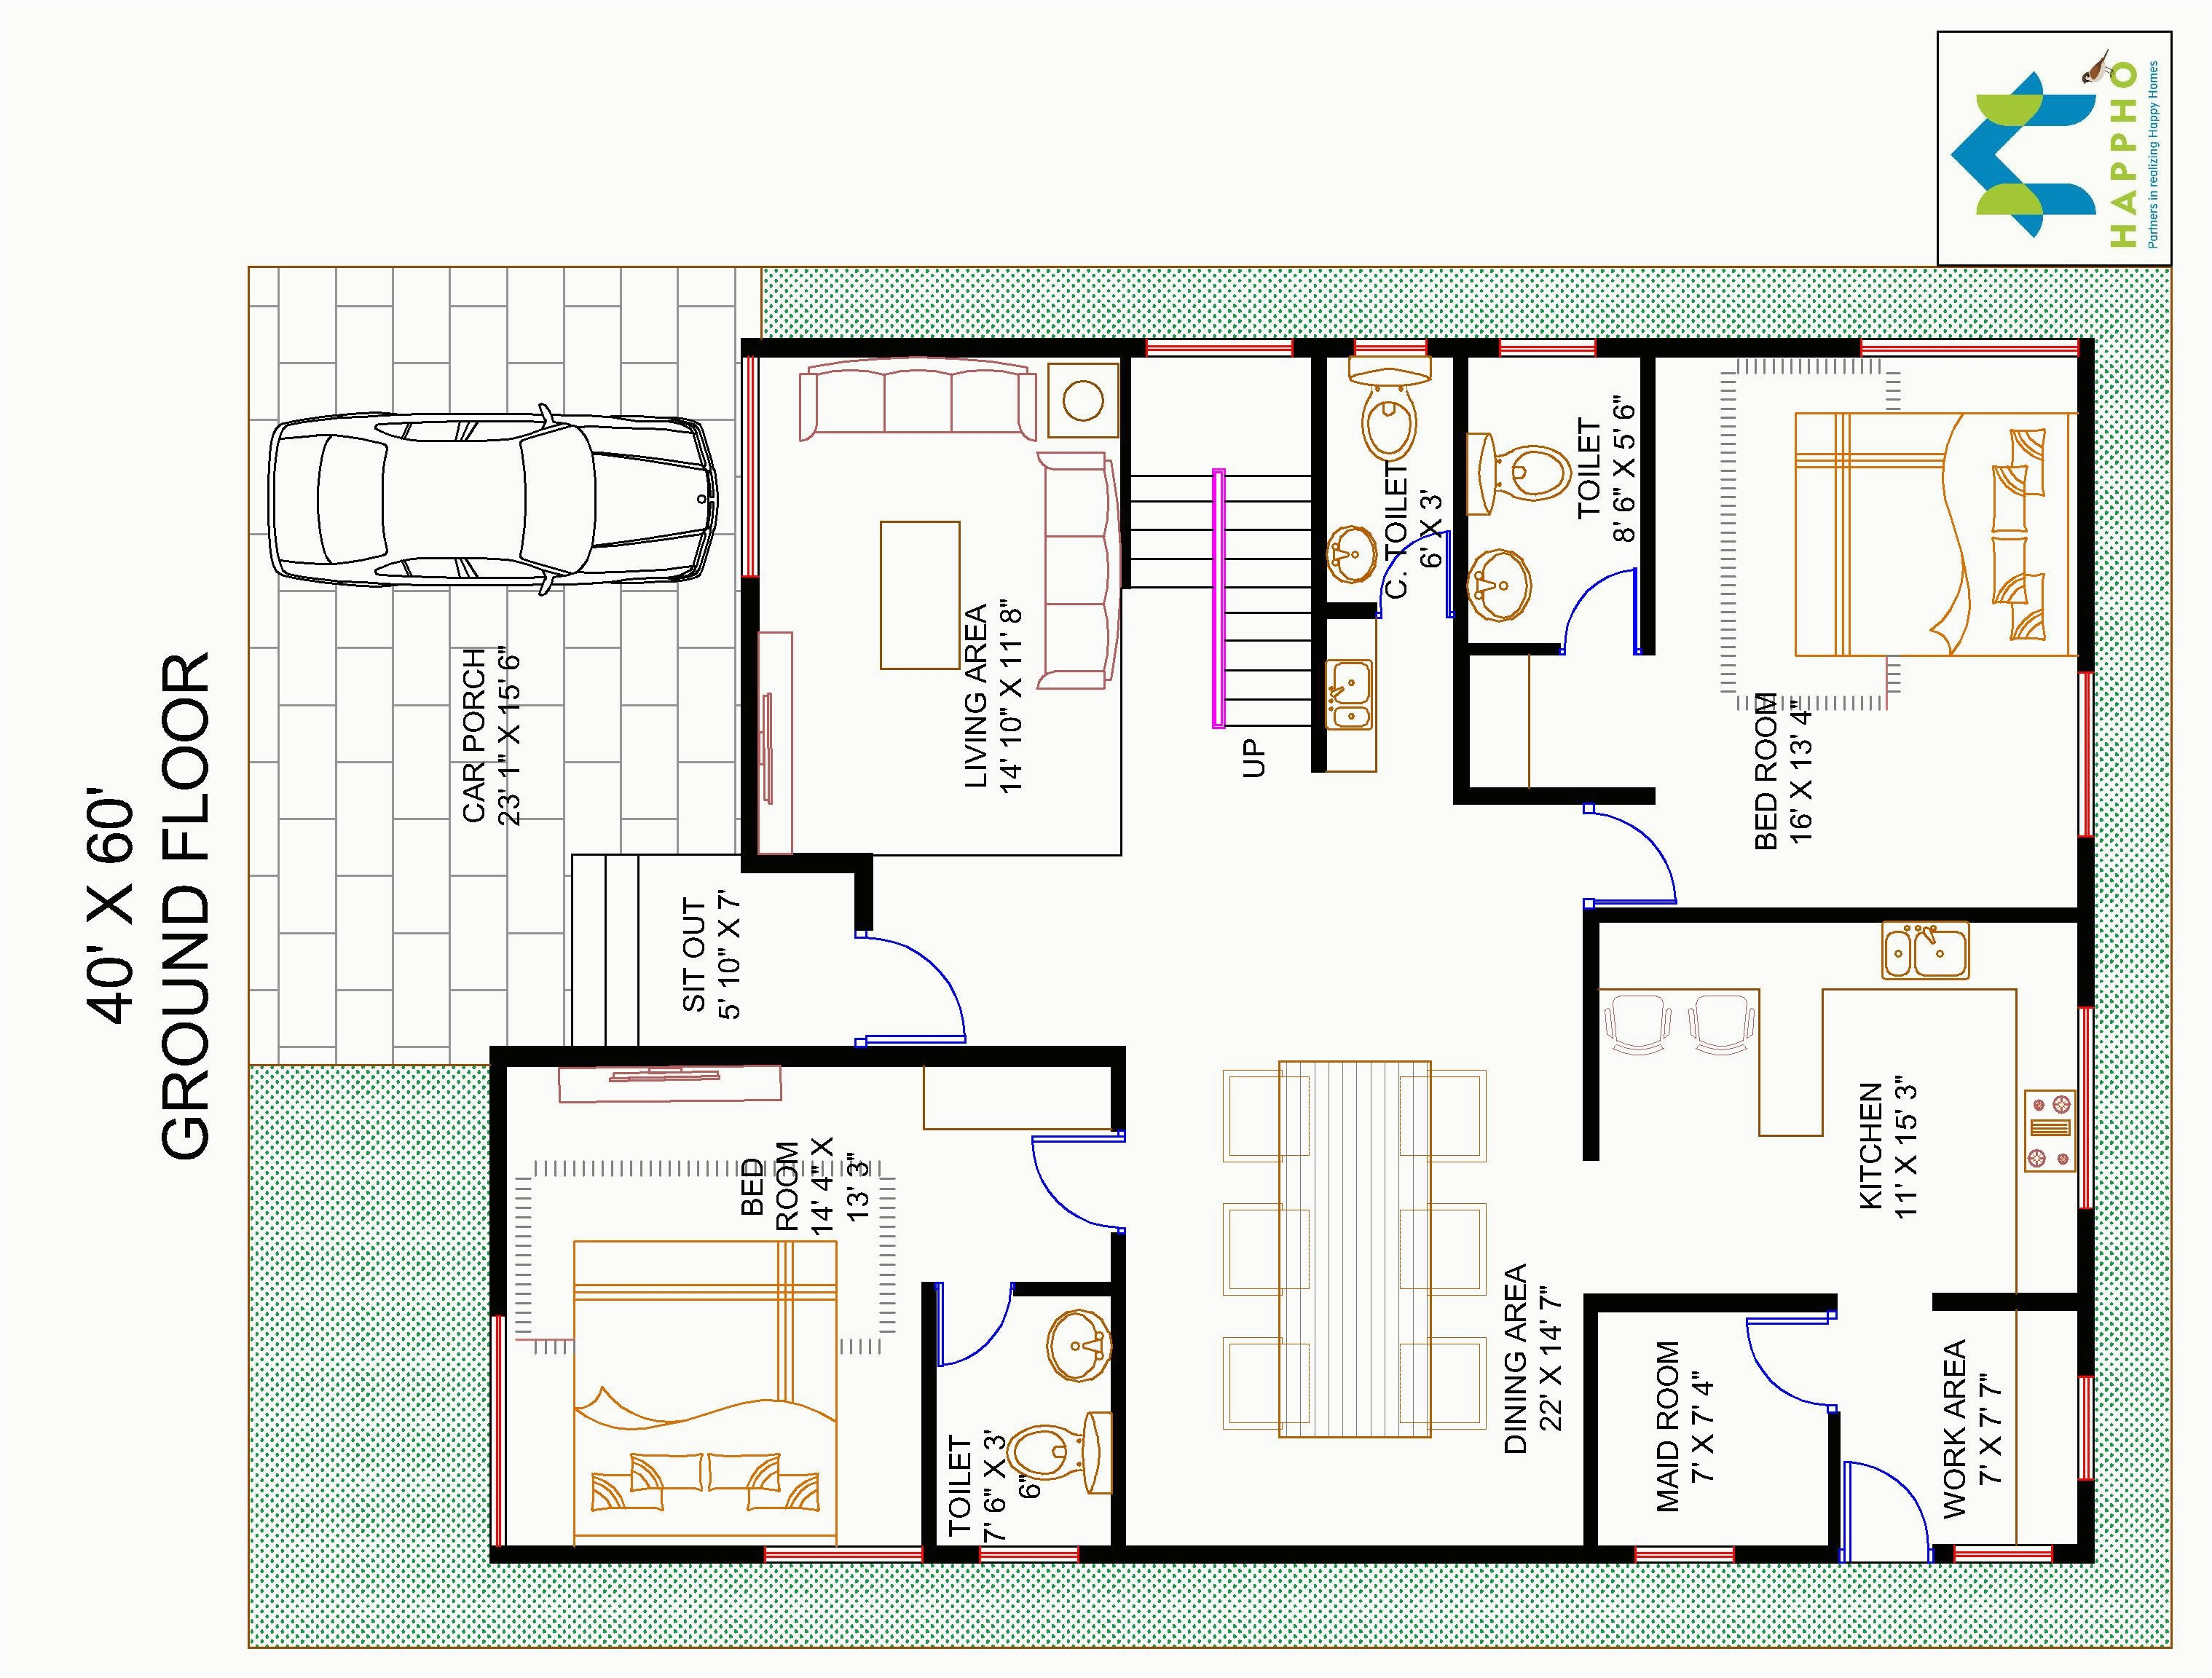 40' X 60'
GROUND FLOOR
CAR PORCH
23' 1" X 15' 6"
SIT OUT
5' 10" X 7'
LIVING AREA
14' 10" X 11' 8"
BED
ROOM
14' 4" X
13' 3"
TOILET
7' 6" X 3'
6"
UP
C. TOILET
6' X 3'
TOILET
8' 6" X 5' 6"
DINING AREA
22' X 14' 7"
BED ROOM
16' X 13' 4"
KITCHEN
11' X 15' 3"
MAID ROOM
7' X 7' 4"
WORK AREA
7' X 7' 7"
HAPPHO
Partners in realizing Happy Homes